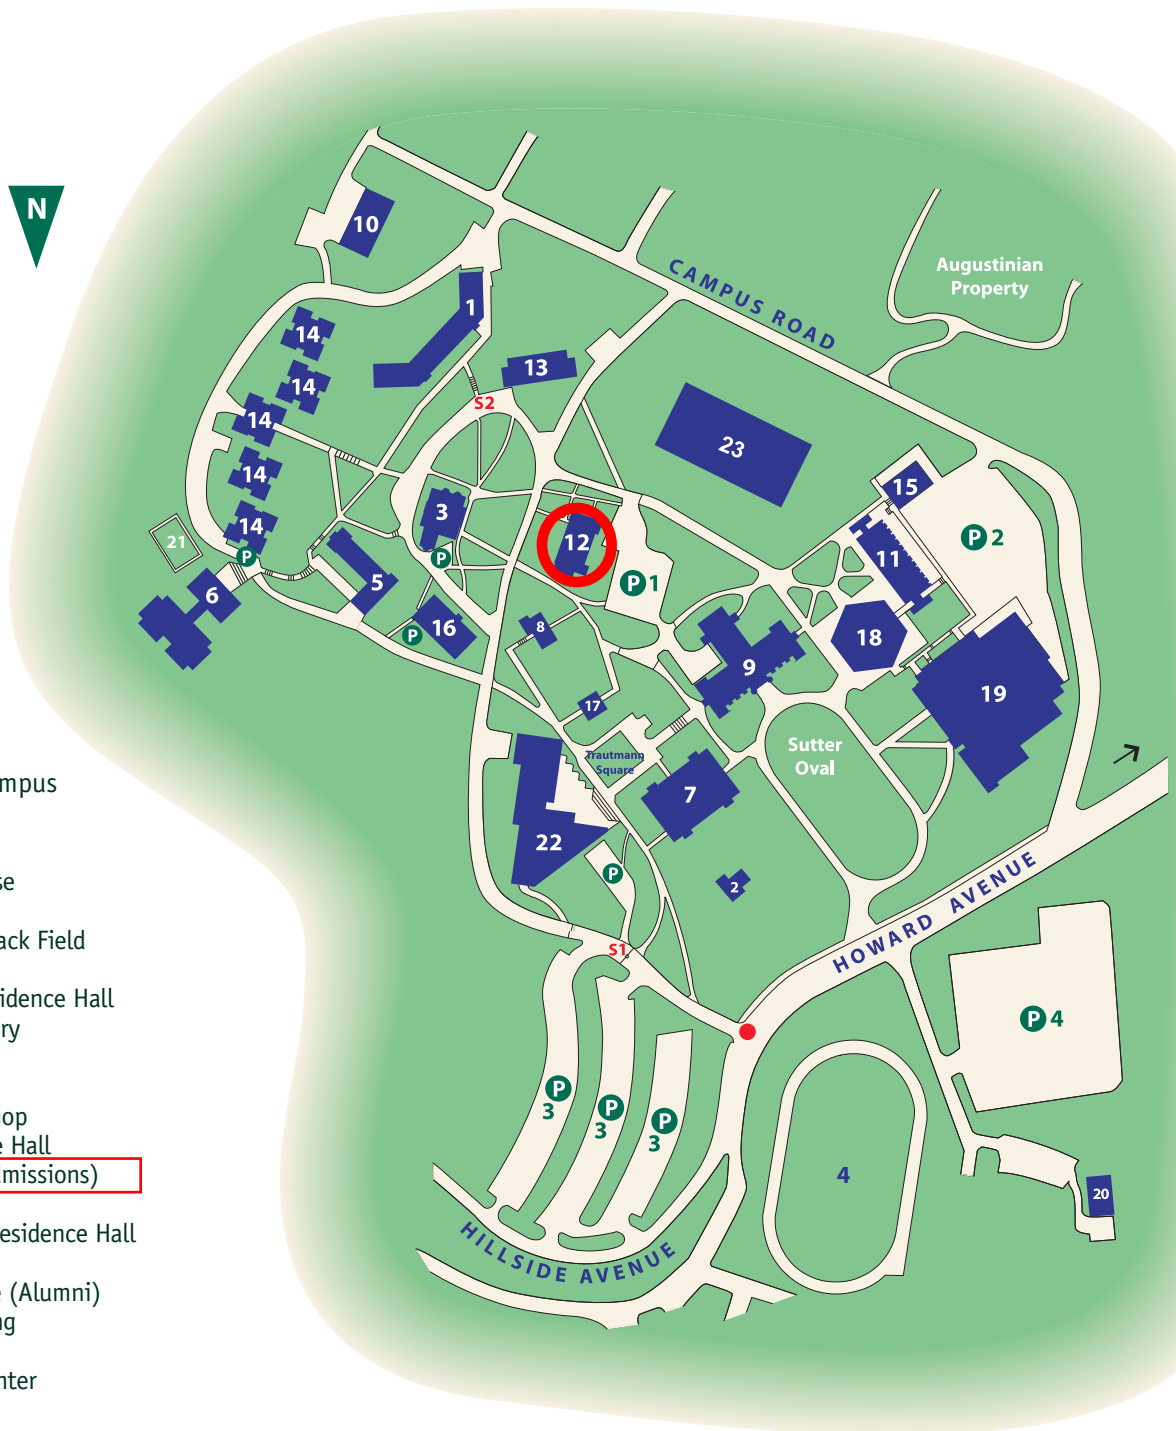 N
10
CAMPUS ROAD
Augustinian
Property
1
14
13
14
S2
14
23
14
15
3
14
P 2
21
12
P
P
11
5
P 1
6
8
16
P
18
9
19
17
Sutter
Oval
Trautmann
Square
7
22
P
2
HOWARD AVENUE
S1
P 4
P
3
P
3
P
3
4
20
HILLSIDE AVENUE
mpus
se
ack Field
idence Hall
ry
hop
e Hall
missions)
esidence Hall
e (Alumni)
ng
nter